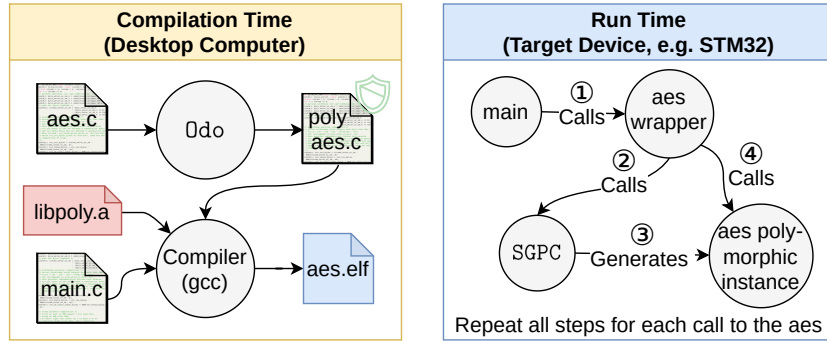 Compilation Time
(Desktop Computer)
aes.c
Odo
poly
aes.c
libpoly.a
main.c
Compiler
(gcc)
aes.elf
Run Time
(Target Device, e.g. STM32)
main
①
Calls
aes
wrapper
②
Calls
④
Calls
SGPC
③
Generates
aes poly-
morphic
instance
Repeat all steps for each call to the aes